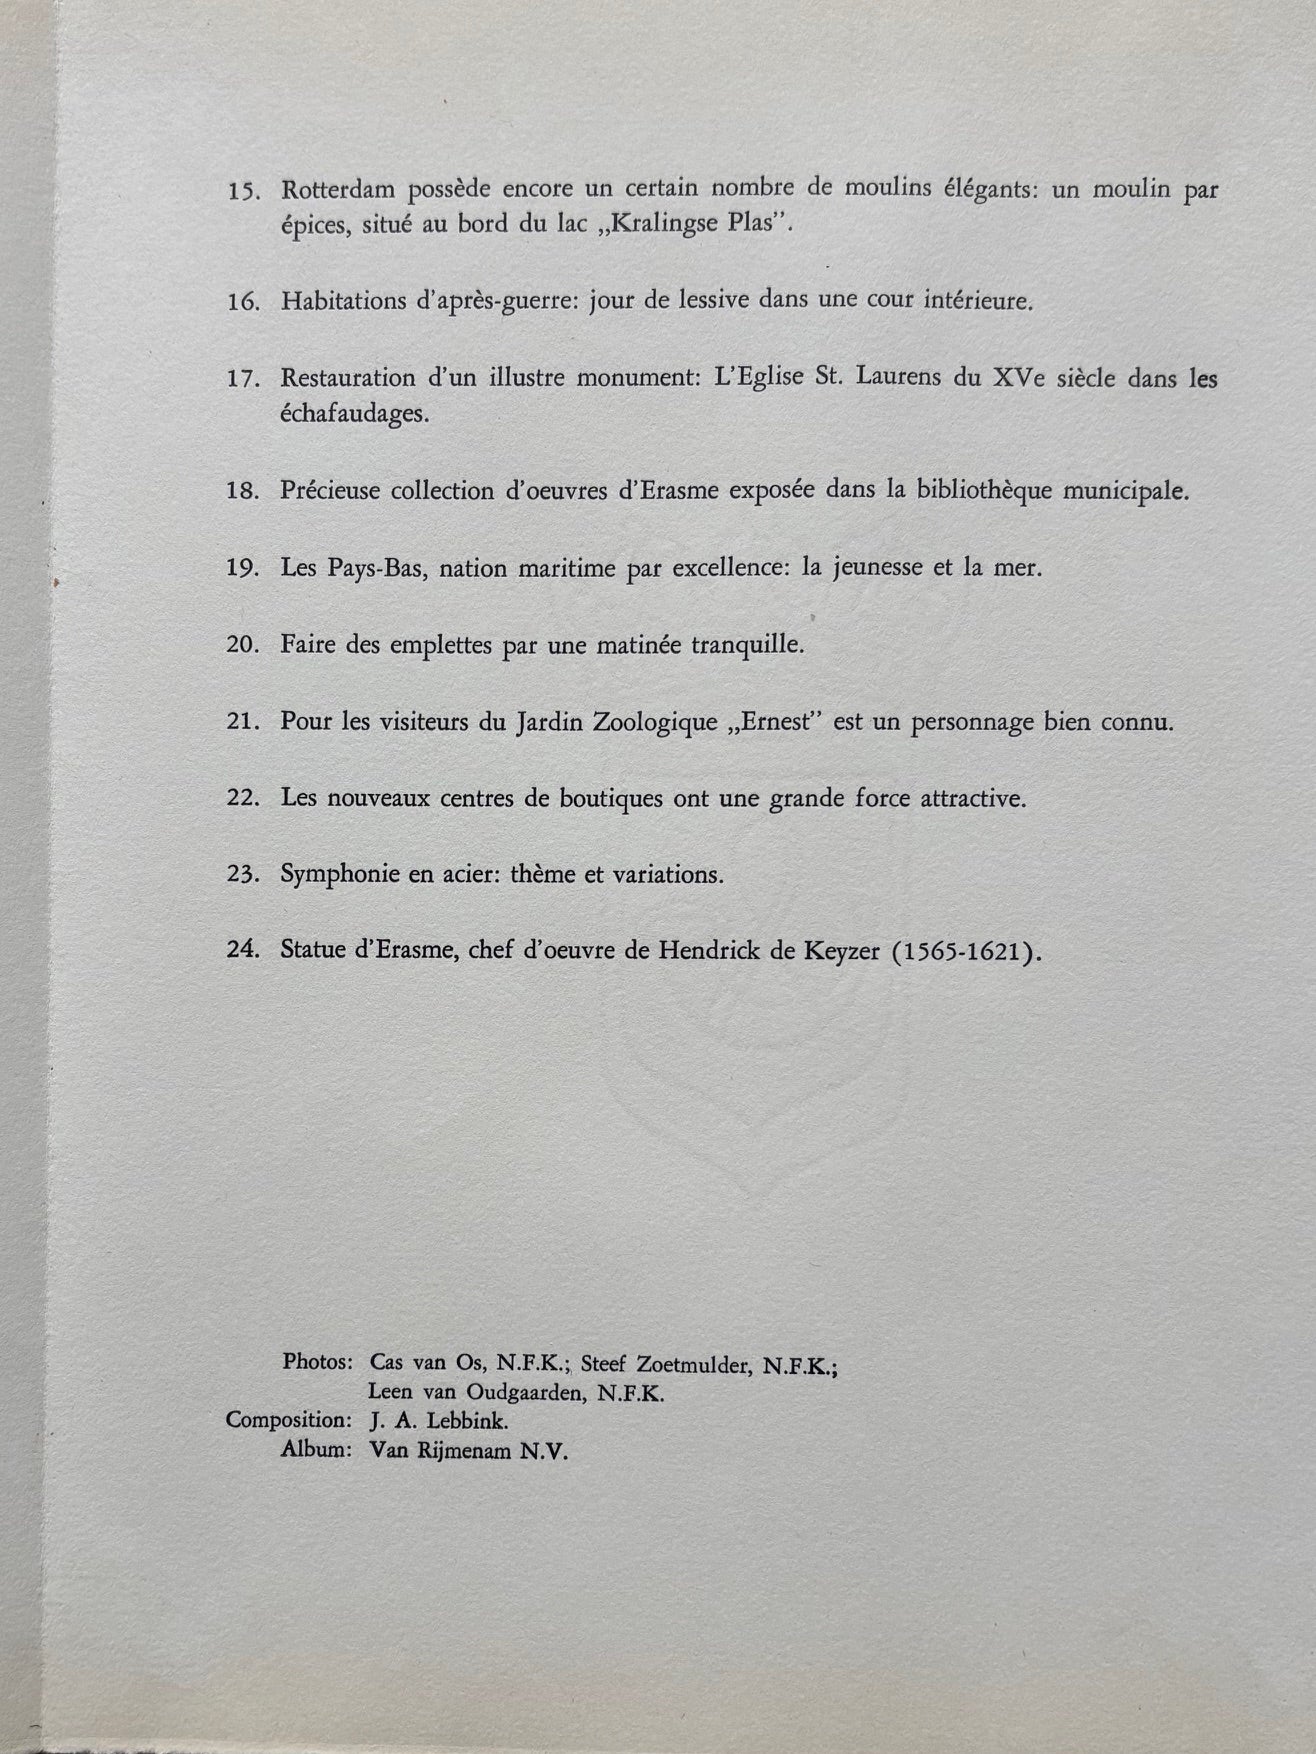 15. Rotterdam possède encore un certain nombre de moulins élégants: un moulin par
épices, situé au bord du lac „Kralingse Plas”.
16. Habitations d'après-guerre: jour de lessive dans une cour intérieure.
17. Restauration d'un illustre monument: L'Eglise St. Laurens du XVe siècle dans les
échafaudages.
18. Précieuse collection d'oeuvres d'Erasme exposée dans la bibliothèque municipale.
19. Les Pays-Bas, nation maritime par excellence: la jeunesse et la mer.
20. Faire des emplettes par une matinée tranquille.
21. Pour les visiteurs du Jardin Zoologique „Ernest” est un personnage bien connu.
22. Les nouveaux centres de boutiques ont une grande force attractive.
23. Symphonie en acier: thème et variations.
24. Statue d'Erasme, chef d'oeuvre de Hendrick de Keyzer (1565-1621).
Photos: Cas van Os, N.F.K.; Steef Zoetmulder, N.F.K.;
Leen van Oudgaarden, N.F.K.
Composition: J. A. Lebbink.
Album: Van Rijmenam N.V.